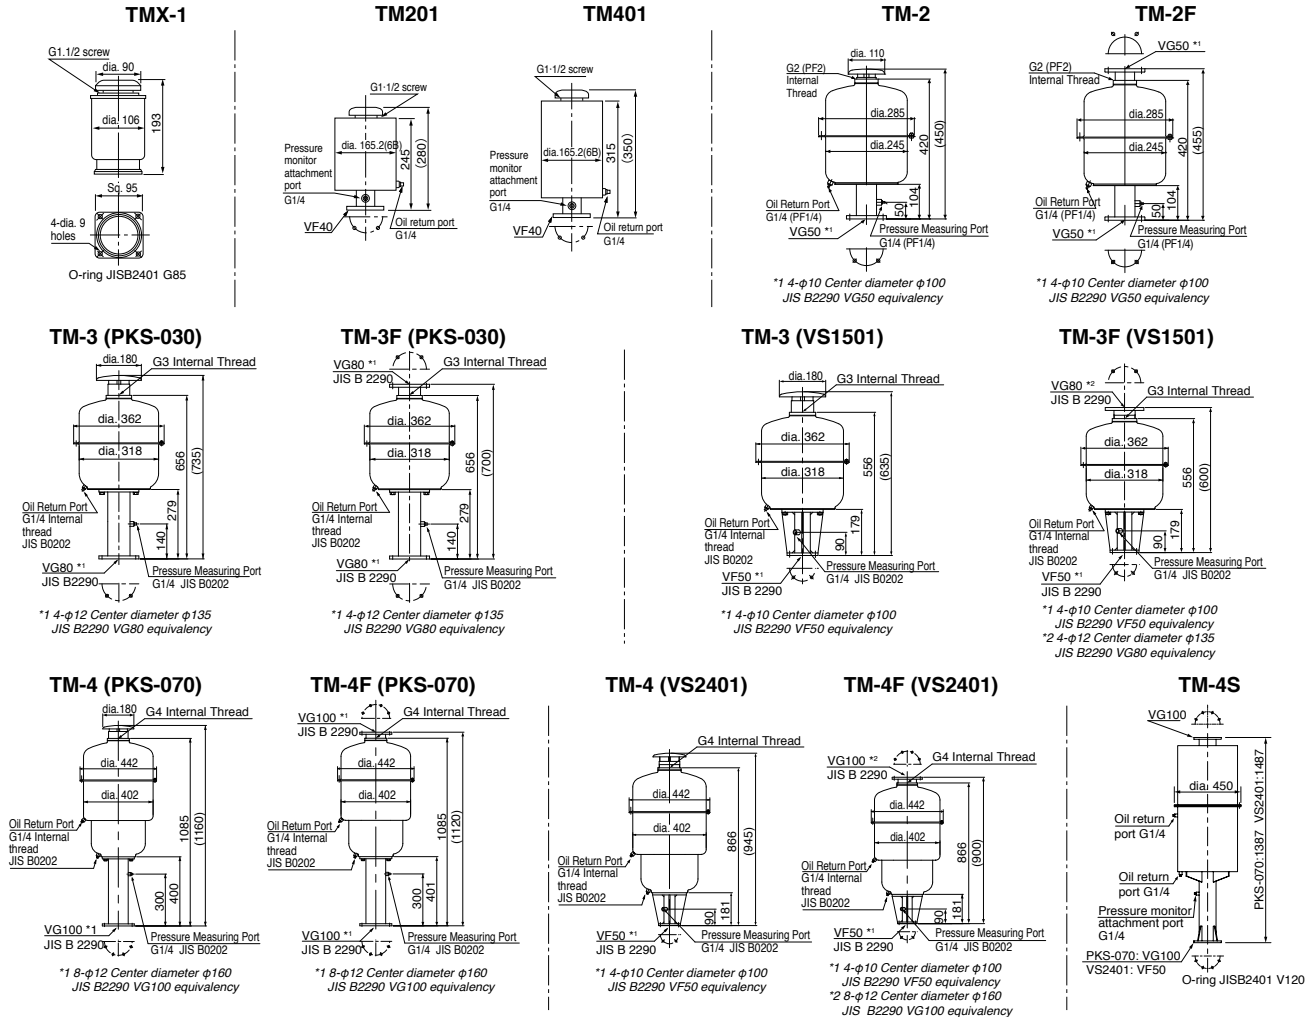 TMX-1
G1.1/2 screw
dia. 90
dia. 106
193
Sq. 95
4-dia. 9
holes
O-ring JISB2401 G85
TM201
G1·1/2 screw
dia. 165.2(6B)
245
(280)
Pressure
monitor
attachment
port
G1/4
VF40
Oil return port
G1/4
TM401
G1·1/2 screw
dia.165.2(6B)
315
(350)
Pressure
monitor
attachment
port
G1/4
VF40
Oil return port
G1/4
TM-2
dia. 110
G2 (PF2)
Internal
Thread
dia.285
dia.245
420
(450)
104
50
Oil Return Port
G1/4 (PF1/4)
VG50 *1
Pressure Measuring Port
G1/4 (PF1/4)
*1 4-φ10 Center diameter φ100
JIS B2290 VG50 equivalency
TM-2F
VG50 *1
G2 (PF2)
Internal Thread
dia.285
dia.245
420
(455)
104
50
Oil Return Port
G1/4 (PF1/4)
VG50 *1
Pressure Measuring Port
G1/4 (PF1/4)
*1 4-φ10 Center diameter φ100
JIS B2290 VG50 equivalency
TM-3 (PKS-030)
dia.180
G3 Internal Thread
dia. 362
dia. 318
656
(735)
279
140
Oil Return Port
G1/4 Internal
thread
JIS B0202
VG80 *1
JIS B2290
Pressure Measuring Port
G1/4 JIS B0202
*1 4-φ12 Center diameter φ135
JIS B2290 VG80 equivalency
TM-3F (PKS-030)
VG80 *1
JIS B 2290
G3 Internal Thread
dia. 362
dia. 318
656
(700)
279
140
Oil Return Port
G1/4 Internal
thread
JIS B0202
VG80 *1
JIS B 2290
Pressure Measuring Port
G1/4 JIS B0202
*1 4-φ12 Center diameter φ135
JIS B2290 VG80 equivalency
TM-3 (VS1501)
dia.180
G3 Internal Thread
dia. 362
dia. 318
556
(635)
179
90
Oil Return Port
G1/4 Internal
thread
JIS B0202
VF50 *1
JIS B 2290
Pressure Measuring Port
G1/4 JIS B0202
*1 4-φ10 Center diameter φ100
JIS B2290 VF50 equivalency
TM-3F (VS1501)
VG80 *2
JIS B 2290
G3 Internal Thread
dia. 362
dia. 318
556
(600)
179
90
Oil Return Port
G1/4 Internal
thread
JIS B0202
VF50 *1
JIS B 2290
Pressure Measuring Port
G1/4 JIS B0202
*1 4-φ10 Center diameter φ100
JIS B2290 VF50 equivalency
*2 4-φ12 Center diameter φ135
JIS B2290 VG80 equivalency
TM-4 (PKS-070)
dia.180
G4 Internal Thread
dia. 442
dia. 402
1085
(1160)
300
400
Oil Return Port
G1/4 Internal
thread
JIS B0202
VG100 *1
JIS B 2290
Pressure Measuring Port
G1/4 JIS B0202
*1 8-φ12 Center diameter φ160
JIS B2290 VG100 equivalency
TM-4F (PKS-070)
VG100 *1
JIS B 2290
G4 Internal Thread
dia. 442
dia. 402
1085
(1120)
300
401
Oil Return Port
G1/4 Internal
thread
JIS B0202
VG100 *1
JIS B 2290
Pressure Measuring Port
G1/4 JIS B0202
*1 8-φ12 Center diameter φ160
JIS B2290 VG100 equivalency
TM-4 (VS2401)
G4 Internal Thread
dia. 442
dia. 402
866
(945)
181
90
Oil Return Port
G1/4 Internal
thread
JIS B0202
VF50 *1
JIS B 2290
Pressure Measuring Port
G1/4 JIS B0202
*1 4-φ10 Center diameter φ100
JIS B2290 VF50 equivalency
TM-4F (VS2401)
VG100 *2
JIS B 2290
G4 Internal Thread
dia. 442
dia. 402
866
(900)
181
90
Oil Return Port
G1/4 Internal
thread
JIS B0202
VF50 *1
JIS B 2290
Pressure Measuring Port
G1/4 JIS B0202
*1 4-φ10 Center diameter φ100
JIS B2290 VF50 equivalency
*2 8-φ12 Center diameter φ160
JIS B2290 VG100 equivalency
TM-4S
VG100
dia. 450
PKS-070:1387 VS2401:1487
Oil return
port G1/4
Oil return
port G1/4
Pressure monitor
attachment port
G1/4
PKS-070: VG100
VS2401: VF50
O-ring JISB2401 V120